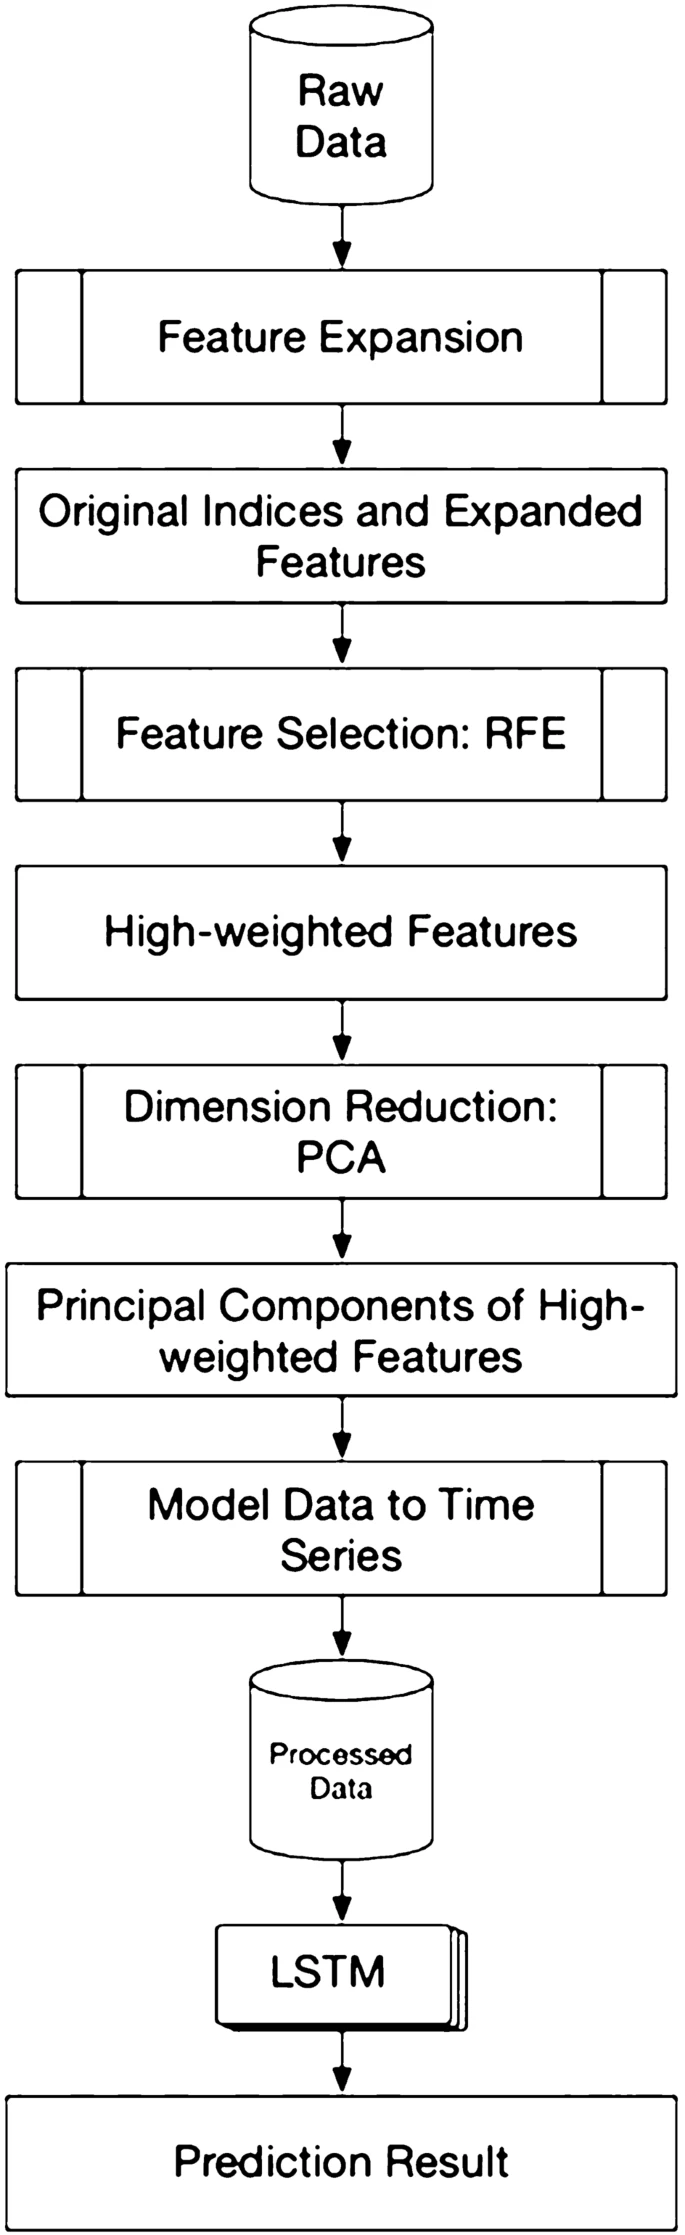 Raw
Data
Feature Expansion
Original Indices and Expanded
Features
Feature Selection: RFE
High-weighted Features
Dimension Reduction:
PCA
Principal Components of High-
weighted Features
Model Data to Time
Series
Processed
Data
LSTM
Prediction Result